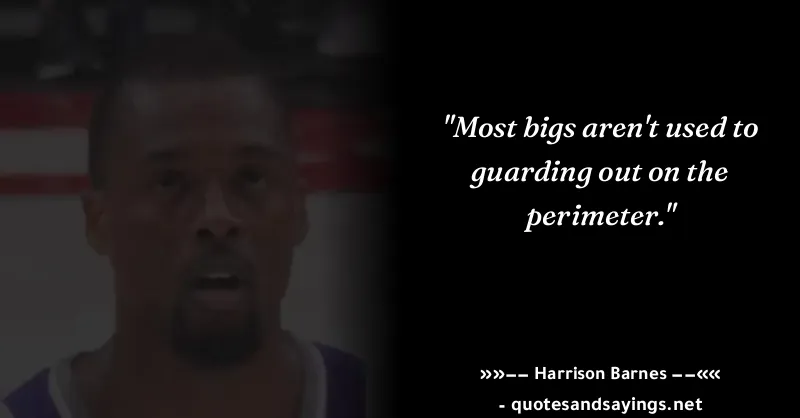 "Most bigs aren't used to
guarding out on the
perimeter."
»»−− Harrison Barnes −−««
- quotesandsayings.net